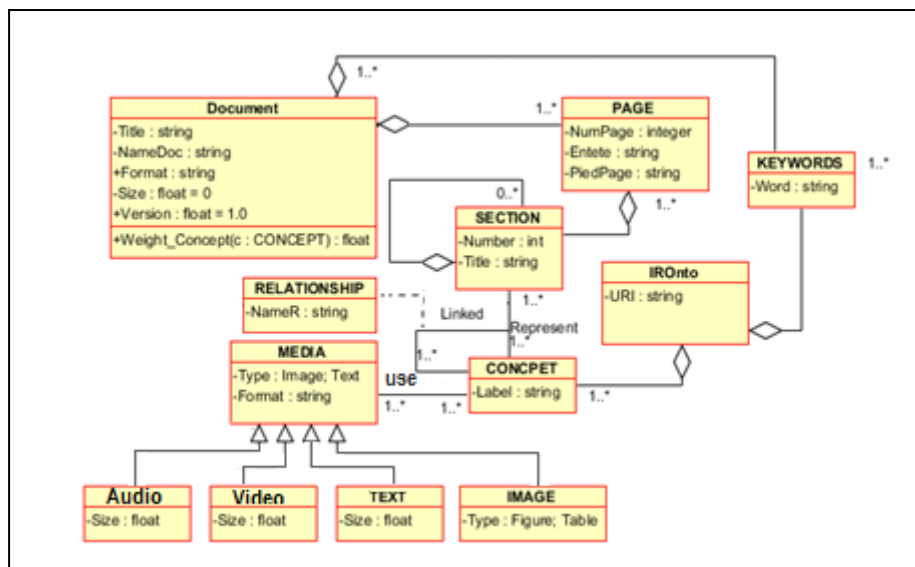 1..*
Document
-Title : string
-NameDoc : string
+Format : string
-Size : float = 0
+Version : float = 1.0
+Weight_Concept(c : CONCEPT) : float
1..*
PAGE
-NumPage : integer
-Entete : string
-PiedPage : string
1..*
KEYWORDS
-Word : string
1..*
0..*
SECTION
-Number : int
-Title : string
1..*
IROnto
-URI : string
RELATIONSHIP
-NameR : string
Linked
Represent
1..*
1..*
MEDIA
-Type : Image; Text
-Format : string
use
1..*
1..*
CONCPET
-Label : string
1..*
Audio
-Size : float
Video
-Size : float
TEXT
-Size : float
IMAGE
-Type : Figure; Table